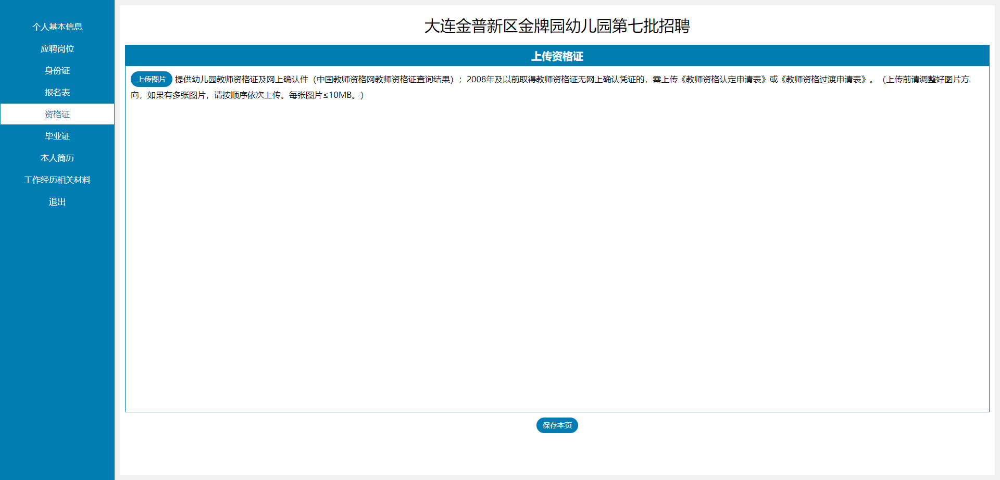 个人基本信息
应聘岗位
身份证
报名表
资格证
毕业证
本人简历
工作经历相关材料
退出
大连金普新区金牌园幼儿园第七批招聘
上传资格证
上传图片 提供幼儿园教师资格证及网上确认件（中国教师资格网教师资格证查询结果）；2008年及以前取得教师资格证无网上确认凭证的，需上传《教师资格认定申请表》或《教师资格过渡申请表》。（上传前请调整好图片方
向，如果有多张图片，请按顺序依次上传。每张图片≤10MB。）
保存本页